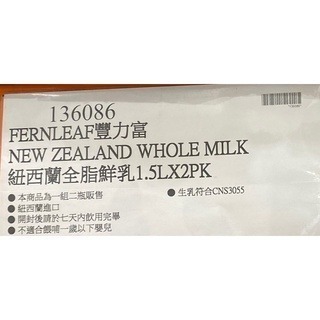 136086
FERNLEAF豐力富
NEW ZEALAND WHOLE MILK
紐西蘭全脂鮮乳1.5LX2PK
●本商品為一組二瓶販售
●生乳符合CNS3055
●紐西蘭進口
●開封後請於七天內飲用完畢
●不適合餵哺一歲以下嬰兒